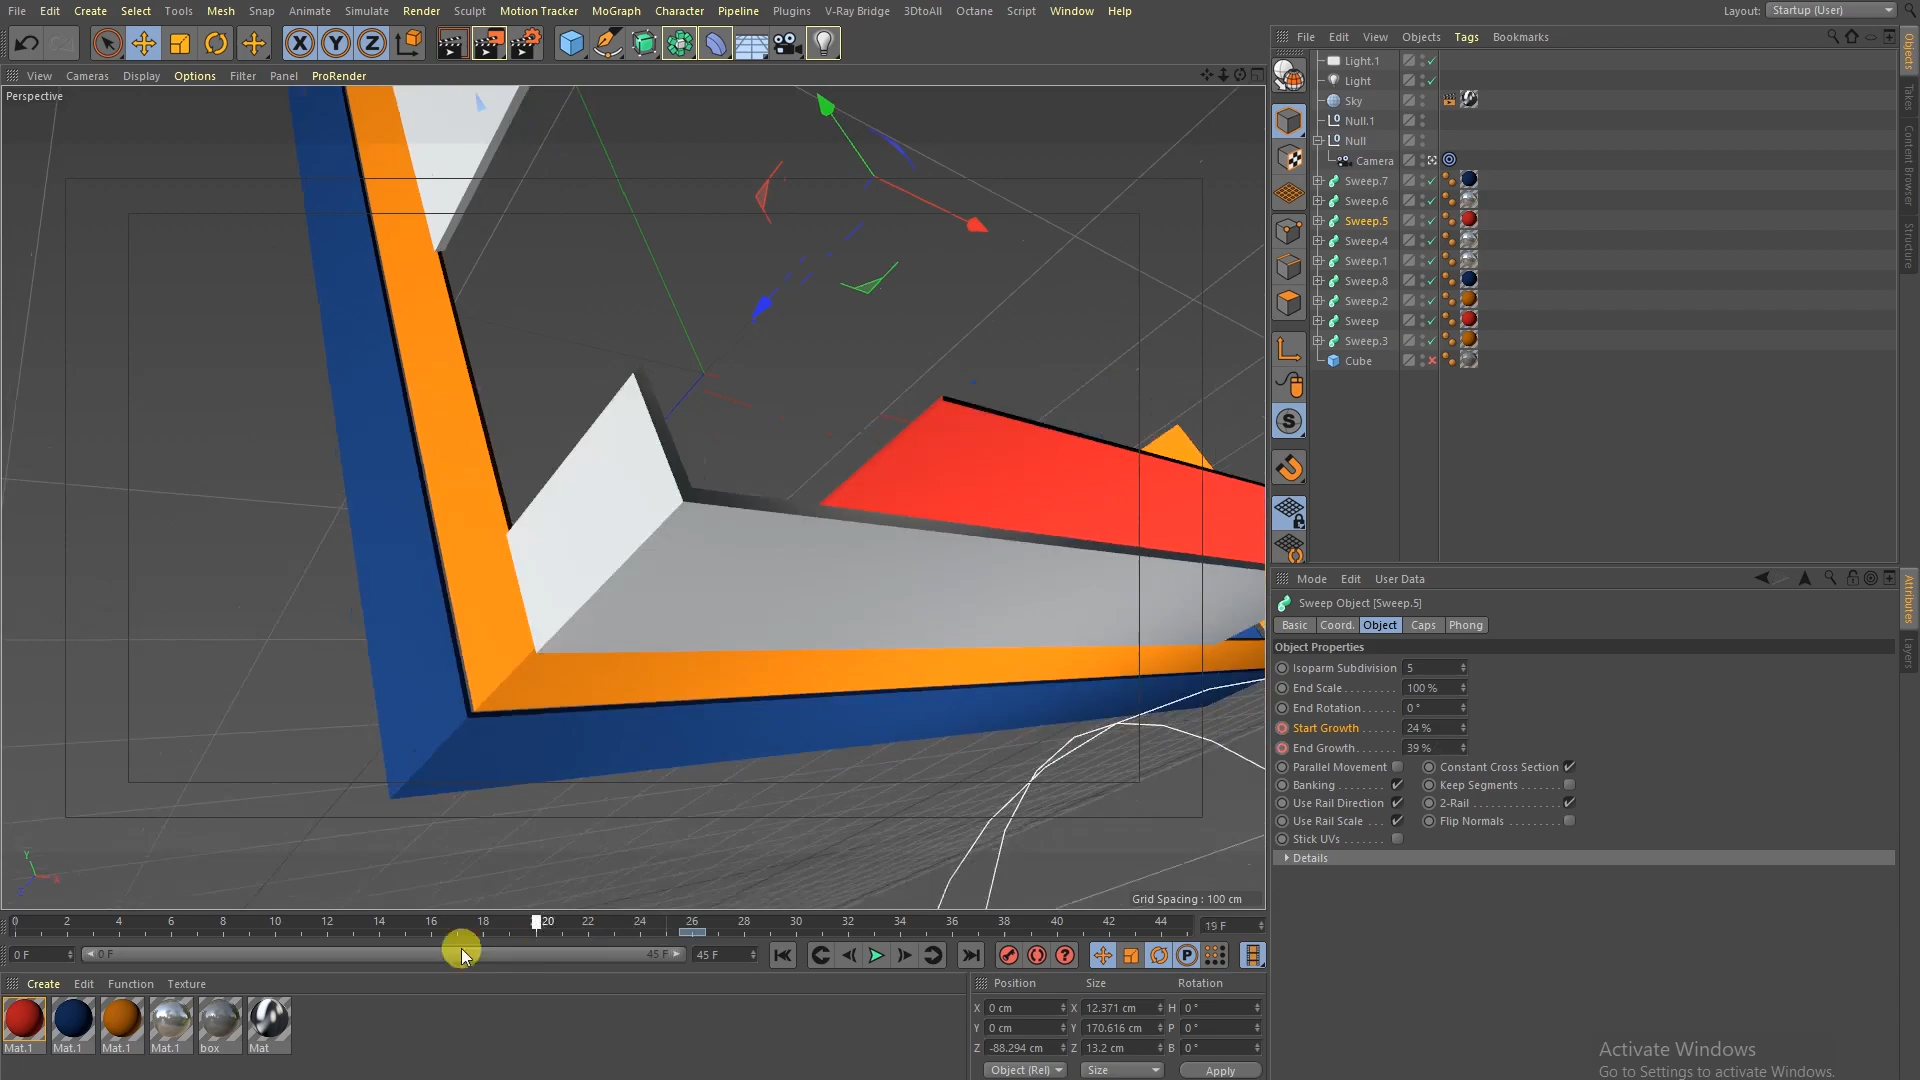 File Edit Create Select Tools Mesh Snap Animate Simulate Render Sculpt Motion Tracker MoGraph Character Pipeline Plugins V-Ray Bridge 3DtoAll Octane Script Window Help Layout: Startup (User)
File Edit View Objects Tags Bookmarks
View Cameras Display Options Filter Panel ProRender
Perspective
Light.1
Light
Sky
Null.1
Null
Camera
Sweep.7
Sweep.6
Sweep.5
Sweep.4
Sweep.1
Sweep.8
Sweep.2
Sweep
Sweep.3
Cube
Objects
Takes
Content Browser
Structure
Mode Edit User Data
Sweep Object [Sweep.5]
Basic Coord. Object Caps Phong
Object Properties
Isoparm Subdivision 5
End Scale 100 %
End Rotation 0 °
Start Growth 24 %
End Growth 39 %
Parallel Movement Constant Cross Section
Banking Keep Segments
Use Rail Direction 2-Rail
Use Rail Scale Flip Normals
Stick UVs
Details
Attributes
Layers
Y
X
Z
Grid Spacing : 100 cm
0 2 4 6 8 10 12 14 16 18 20 22 24 26 28 30 32 34 36 38 40 42 44 19 F
0 F 0 F 45 F 45 F
Create Edit Function Texture
Mat.1 Mat.1 Mat.1 Mat.1 box Mat
Position Size Rotation
X 0 cm X 12.371 cm H 0 °
Y 0 cm Y 170.616 cm P 0 °
Z -88.294 cm Z 13.2 cm B 0 °
Object (Rel) Size Apply
Activate Windows
Go to Settings to activate Windows.